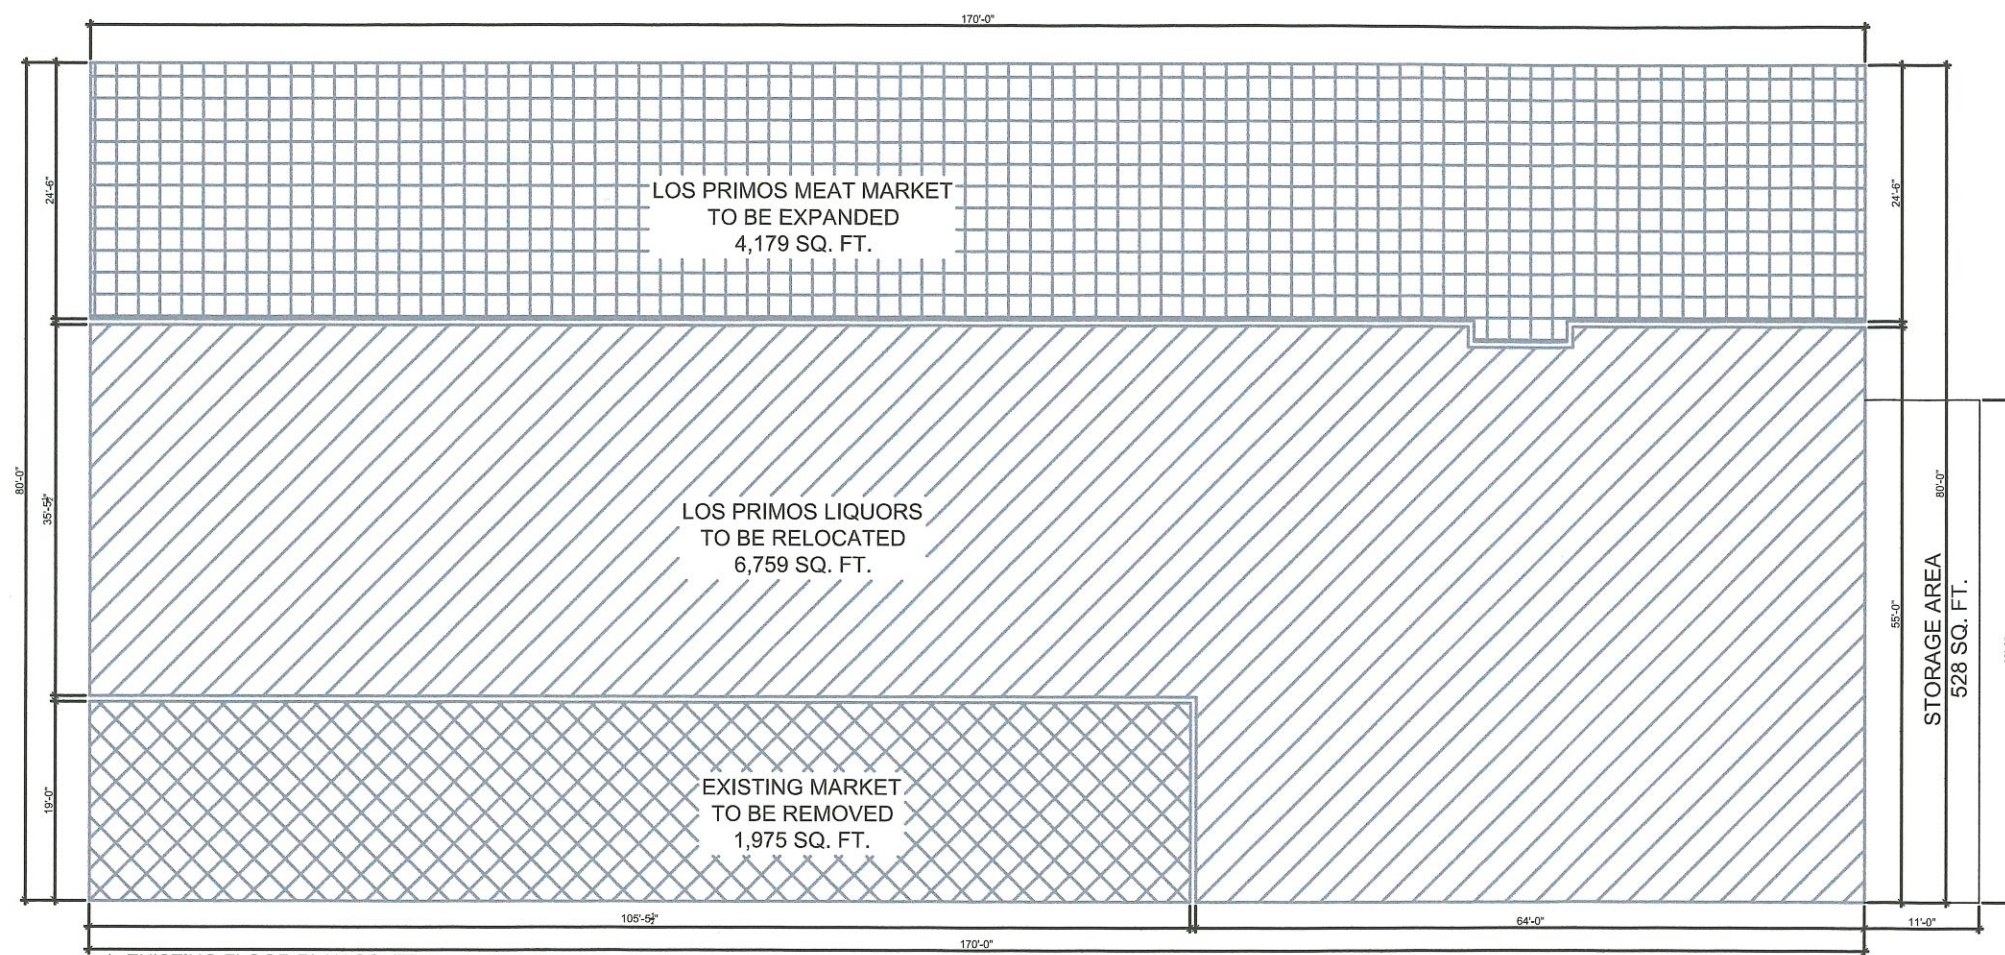 170'-0"
24'-6"
24'-6"
LOS PRIMOS MEAT MARKET
TO BE EXPANDED
4,179 SQ. FT.
80'-0"
35'-5½"
80'-0"
LOS PRIMOS LIQUORS
TO BE RELOCATED
6,759 SQ. FT.
55'-0"
STORAGE AREA
528 SQ. FT.
19'-0"
EXISTING MARKET
TO BE REMOVED
1,975 SQ. FT.
105'-5½"
64'-0"
11'-0"
170'-0"